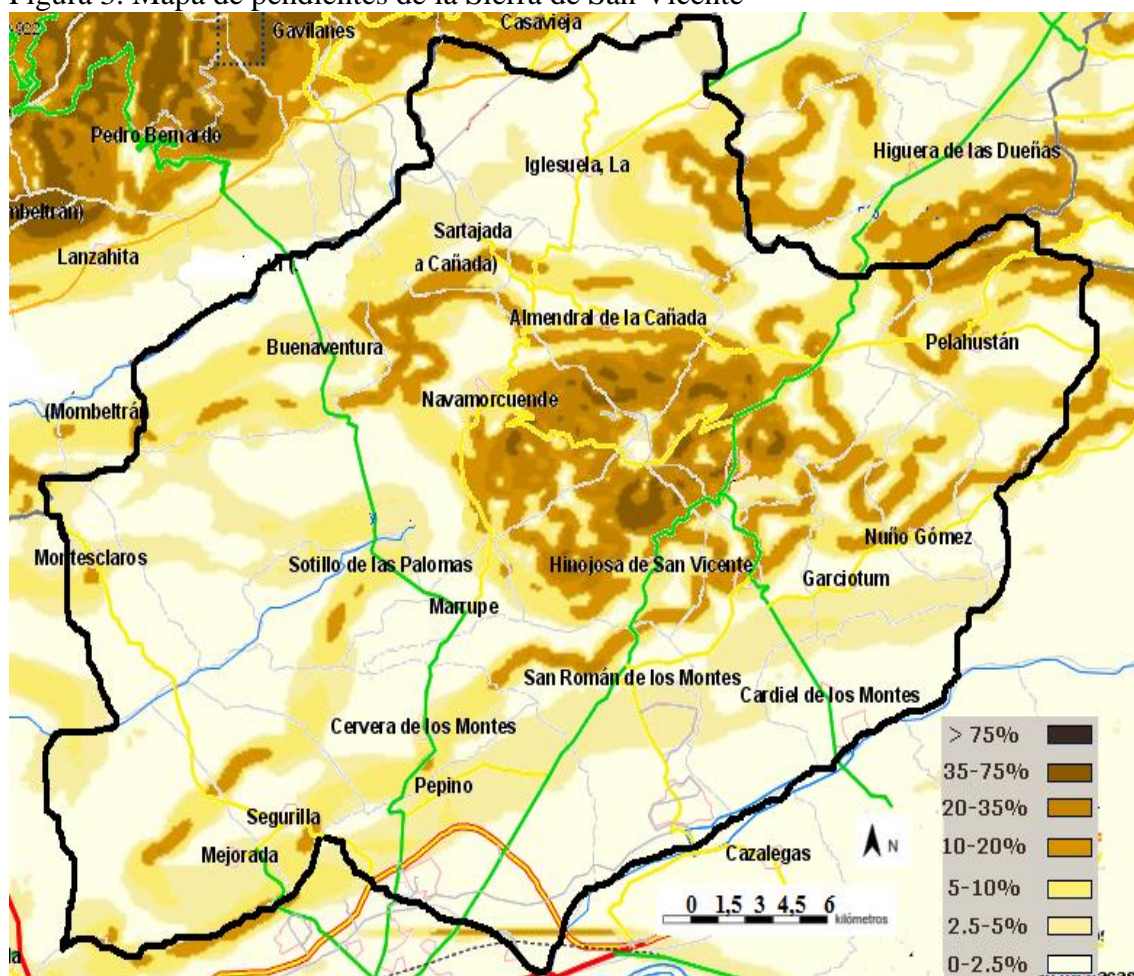 Figura 3: Mapa de pendientes de la Sierra de San Vicente
Gavilanes
Casavieja
Pedro Bernardo
Iglesuela, La
Higuera de las Dueñas
mbeltrán)
Lanzahita
Sartajada
a Cañada)
Almendral de la Cañada
Buenaventura
Pelahustán
Navamorcuende
(Mombeltrán
Montesclaros
Nuño Gómez
Sotillo de las Palomas
Hinojosa de San Vicente
Garciotum
Marrupe
San Román de los Montes
Cardiel de los Montes
Cervera de los Montes
Pepino
Segurilla
Mejorada
Cazalegas
N
0 1,5 3 4,5 6
kilómetros
> 75%
35-75%
20-35%
10-20%
5-10%
2.5-5%
0-2.5%